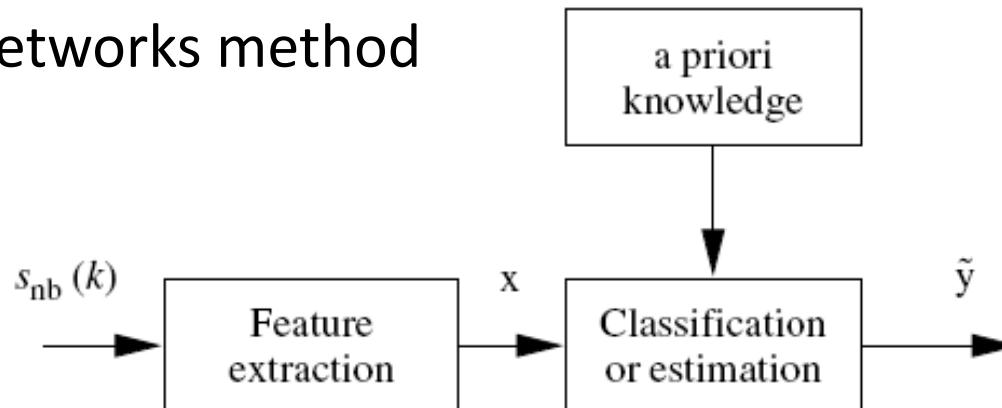 etworks method
a priori
knowledge
s_nb (k)
x
ỹ
Feature
extraction
Classification
or estimation